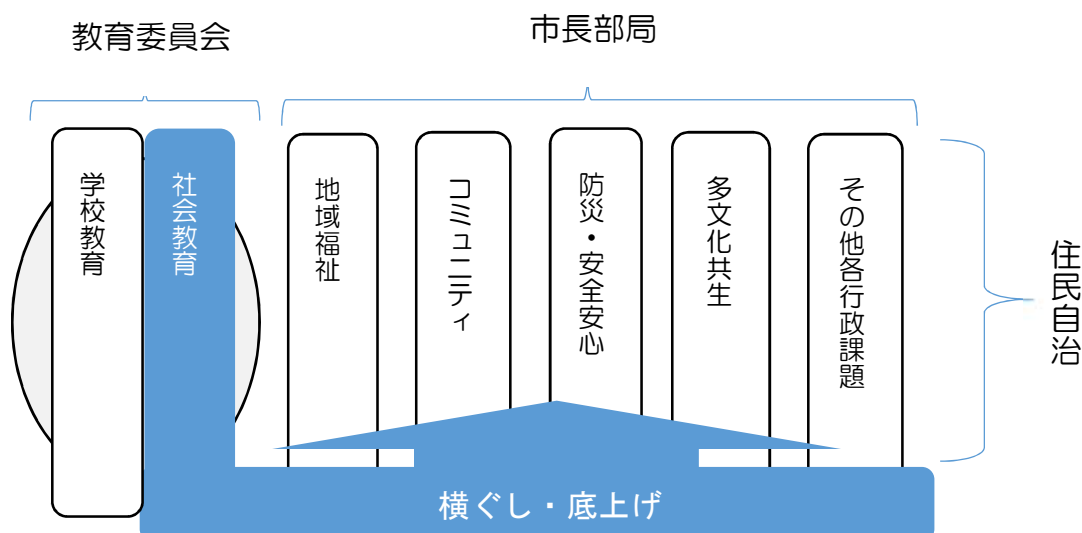 教育委員会
市長部局
学校教育
社会教育
地域福祉
コミュニティ
防災・安全安心
多文化共生
その他各行政課題
住民自治
横ぐし・底上げ